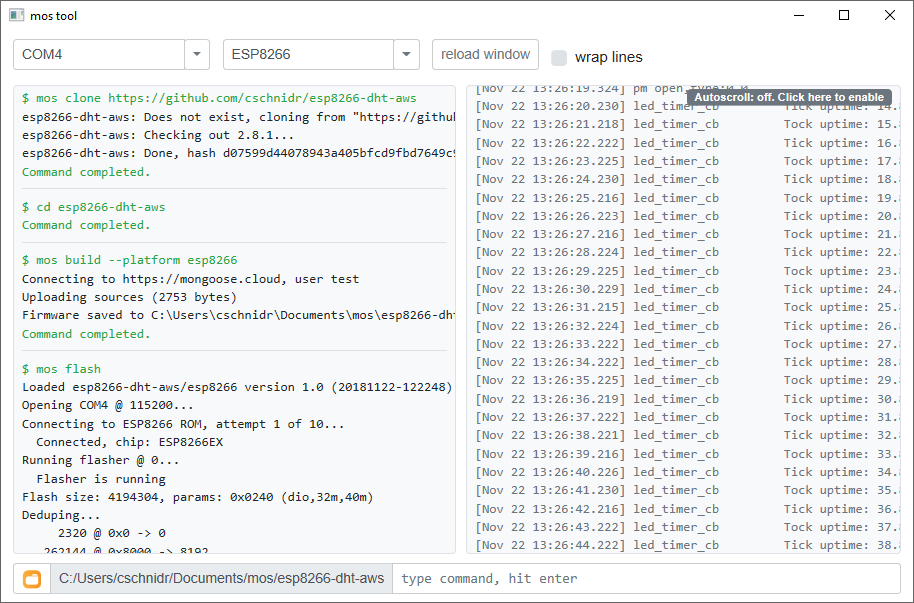 mos tool
COM4
ESP8266
reload window
wrap lines
$ mos clone https://github.com/cschnidr/esp8266-dht-aws
esp8266-dht-aws: Does not exist, cloning from "https://githu
esp8266-dht-aws: Checking out 2.8.1...
esp8266-dht-aws: Done, hash d07599d44078943a405bfcd9fbd7649c9
Command completed.
$ cd esp8266-dht-aws
Command completed.
$ mos build --platform esp8266
Connecting to https://mongoose.cloud, user test
Uploading sources (2753 bytes)
Firmware saved to C:\Users\cschnidr\Documents\mos\esp8266-dh
Command completed.
$ mos flash
Loaded esp8266-dht-aws/esp8266 version 1.0 (20181122-122248)
Opening COM4 @ 115200...
Connecting to ESP8266 ROM, attempt 1 of 10...
Connected, chip: ESP8266EX
Running flasher @ 0...
Flasher is running
Flash size: 4194304, params: 0x0240 (dio,32m,40m)
Deduping...
2320 @ 0x0 -> 0
262144 @ 0x8000 -> 8192
[Nov 22 13:26:19.324] pm_open
Autoscroll: off. Click here to enable
[Nov 22 13:26:20.230] led_timer_cb
[Nov 22 13:26:21.218] led_timer_cb Tock uptime: 15.
[Nov 22 13:26:22.222] led_timer_cb Tick uptime: 16.
[Nov 22 13:26:23.225] led_timer_cb Tock uptime: 17.
[Nov 22 13:26:24.230] led_timer_cb Tick uptime: 18.
[Nov 22 13:26:25.216] led_timer_cb Tock uptime: 19.
[Nov 22 13:26:26.223] led_timer_cb Tick uptime: 20.
[Nov 22 13:26:27.216] led_timer_cb Tock uptime: 21.
[Nov 22 13:26:28.224] led_timer_cb Tick uptime: 22.
[Nov 22 13:26:29.225] led_timer_cb Tock uptime: 23.
[Nov 22 13:26:30.229] led_timer_cb Tick uptime: 24.
[Nov 22 13:26:31.215] led_timer_cb Tock uptime: 25.
[Nov 22 13:26:32.224] led_timer_cb Tick uptime: 26.
[Nov 22 13:26:33.222] led_timer_cb Tock uptime: 27.
[Nov 22 13:26:34.222] led_timer_cb Tick uptime: 28.
[Nov 22 13:26:35.225] led_timer_cb Tock uptime: 29.
[Nov 22 13:26:36.219] led_timer_cb Tick uptime: 30.
[Nov 22 13:26:37.222] led_timer_cb Tock uptime: 31.
[Nov 22 13:26:38.221] led_timer_cb Tick uptime: 32.
[Nov 22 13:26:39.216] led_timer_cb Tock uptime: 33.
[Nov 22 13:26:40.226] led_timer_cb Tick uptime: 34.
[Nov 22 13:26:41.230] led_timer_cb Tock uptime: 35.
[Nov 22 13:26:42.216] led_timer_cb Tick uptime: 36.
[Nov 22 13:26:43.222] led_timer_cb Tock uptime: 37.
[Nov 22 13:26:44.222] led_timer_cb Tick uptime: 38.
C:/Users/cschnidr/Documents/mos/esp8266-dht-aws
type command, hit enter